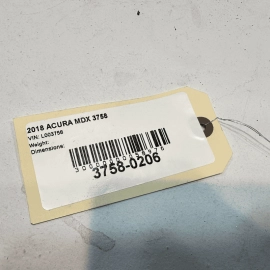 2018 ACURA MDX 3758
VIN: L003756
Weight:
Dimensions:
3758-0206